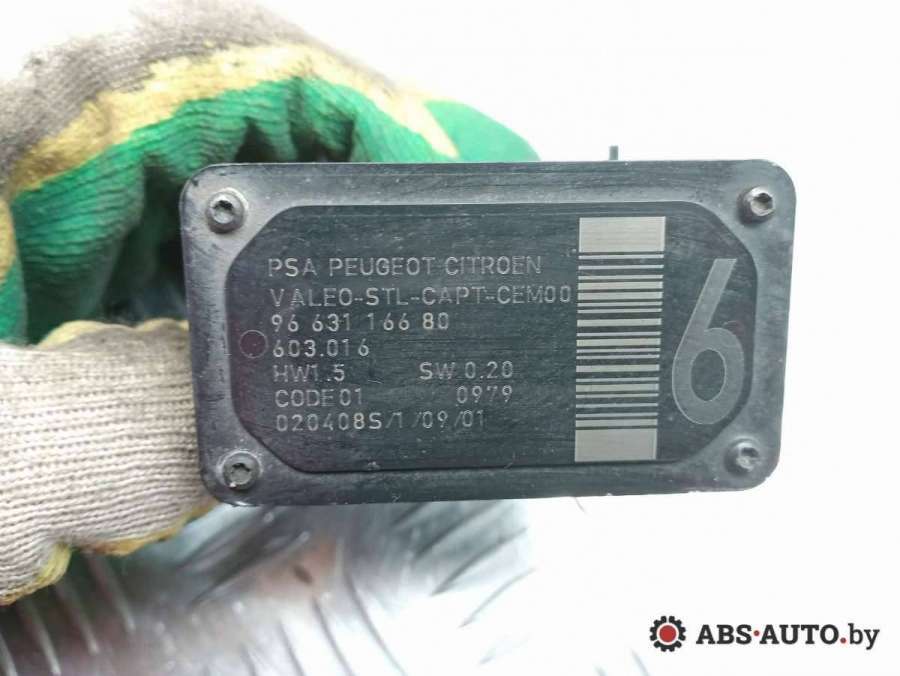 PSA PEUGEOT CITROEN
VALEO-STL-CAPT-CEM00
96 631 166 80
603.016
HW1.5 SW 0.20
CODE 01 0979
020408S/1/09/01
6
ABS-AUTO.by